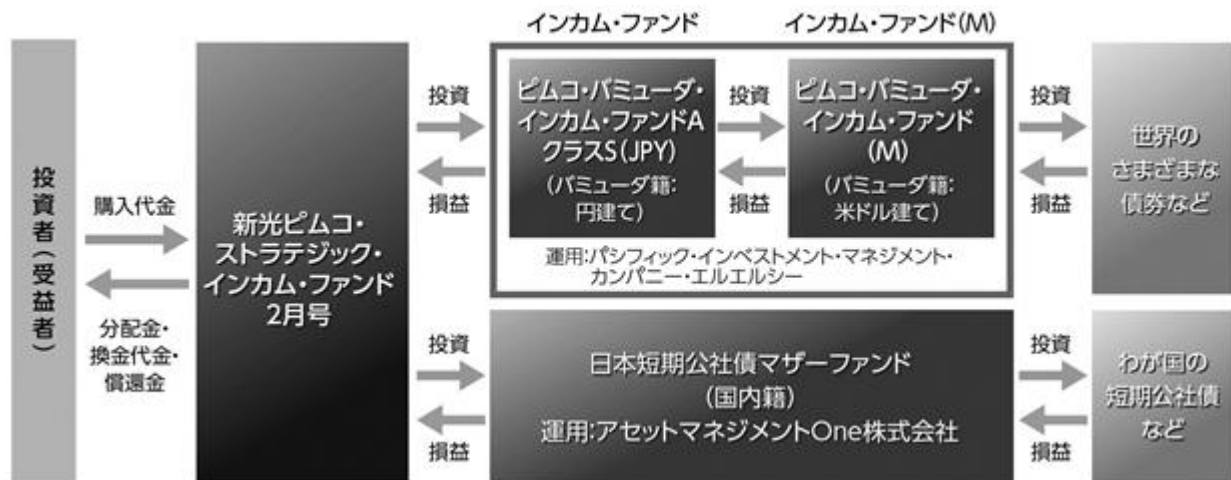 投資者(受益者)
購入代金
分配金・
換金代金・
償還金
新光ピムコ・
ストラテジック・
インカム・ファンド
2月号
投資
損益
インカム・ファンド
インカム・ファンド(M)
ピムコ・バミューダ・
インカム・ファンドA
クラスS(JPY)
(バミューダ籍:
円建て)
投資
損益
ピムコ・バミューダ・
インカム・ファンド
(M)
(バミューダ籍:
米ドル建て)
運用:パシフィック・インベストメント・マネジメント・
カンパニー・エルエルシー
投資
損益
世界の
さまざまな
債券など
投資
損益
日本短期公社債マザーファンド
(国内籍)
運用:アセットマネジメントOne株式会社
投資
損益
わが国の
短期公社債
など